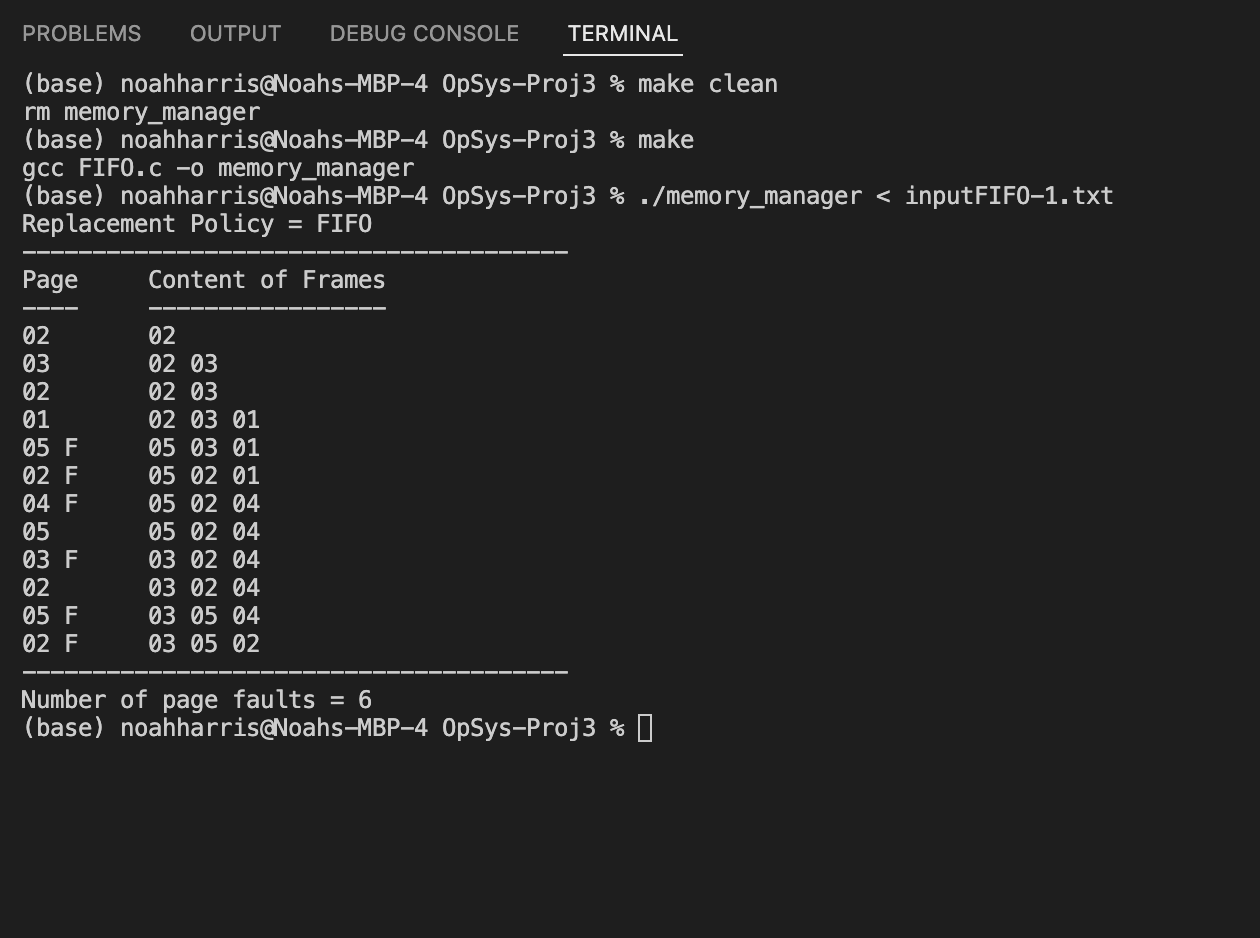 PROBLEMS OUTPUT DEBUG CONSOLE TERMINAL
(base) noahharris@Noahs-MBP-4 OpSys-Proj3 % make clean
rm memory_manager
(base) noahharris@Noahs-MBP-4 OpSys-Proj3 % make
gcc FIFO.c -o memory_manager
(base) noahharris@Noahs-MBP-4 OpSys-Proj3 % ./memory_manager < inputFIFO-1.txt
Replacement Policy = FIFO
---------------------------------------
Page     Content of Frames
----     -----------------
02       02
03       02 03
02       02 03
01       02 03 01
05 F     05 03 01
02 F     05 02 01
04 F     05 02 04
05       05 02 04
03 F     03 02 04
02       03 02 04
05 F     03 05 04
02 F     03 05 02
---------------------------------------
Number of page faults = 6
(base) noahharris@Noahs-MBP-4 OpSys-Proj3 %